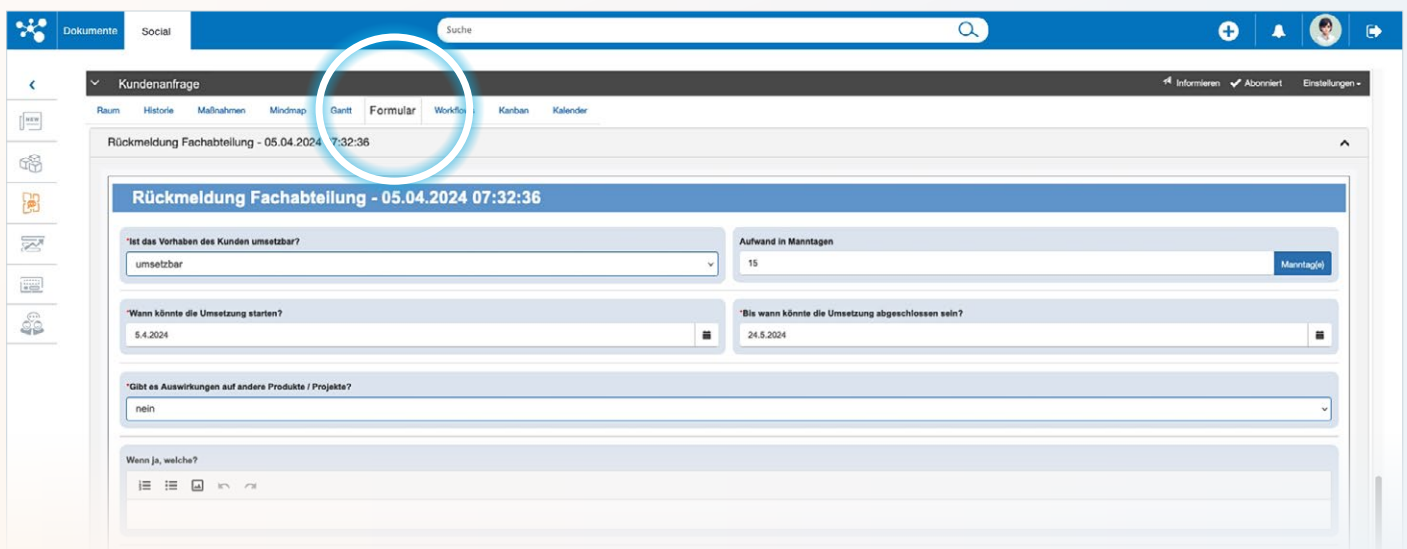 Dokumente Social Suche
Kundenanfrage Informieren Abonniert Einstellungen
Raum Historie Maßnahmen Mindmap Gantt Formular Workflows Kanban Kalender
Rückmeldung Fachabteilung - 05.04.2024 07:32:36
Rückmeldung Fachabteilung - 05.04.2024 07:32:36
*Ist das Vorhaben des Kunden umsetzbar? Aufwand in Manntagen
umsetzbar 15 Manntag(e)
*Wann könnte die Umsetzung starten? *Bis wann könnte die Umsetzung abgeschlossen sein?
5.4.2024 24.5.2024
*Gibt es Auswirkungen auf andere Produkte / Projekte?
nein
Wenn ja, welche?